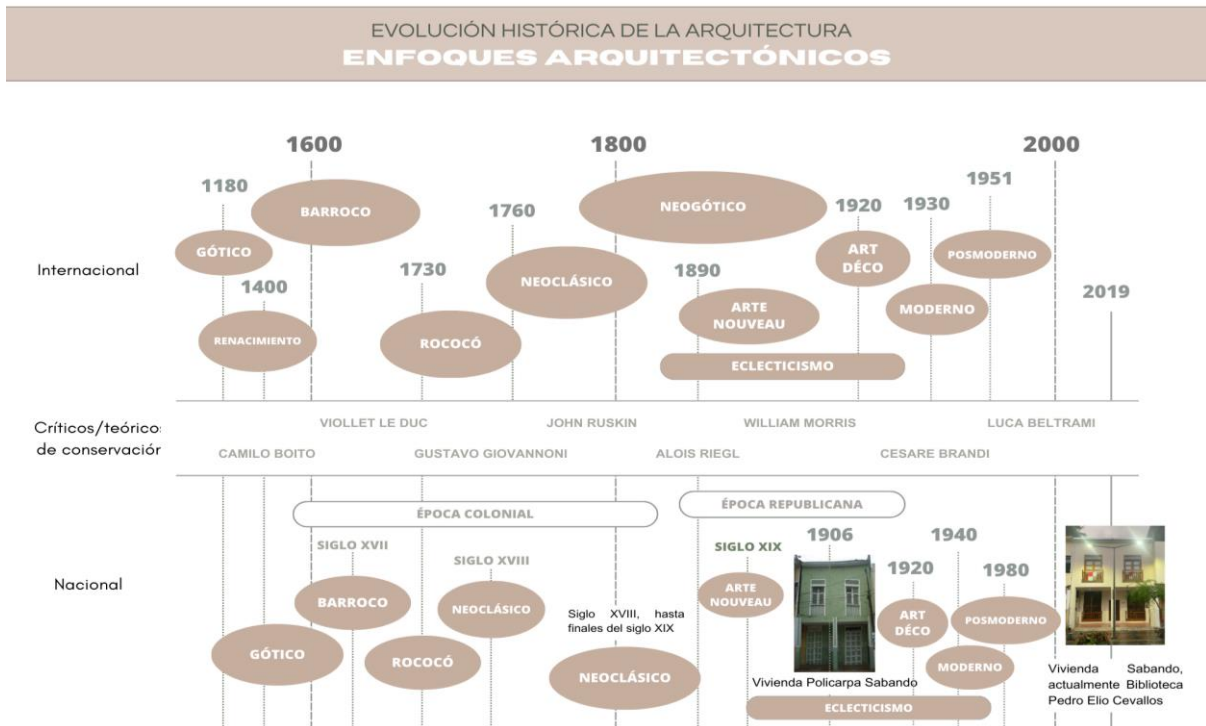 EVOLUCIÓN HISTÓRICA DE LA ARQUITECTURA
ENFOQUES ARQUITECTÓNICOS
1600
1800
2000
1180
1951
BARROCO
NEOGÓTICO
1920
1930
1760
GÓTICO
ART
DÉCO
POSMODERNO
Internacional
1730
1890
NEOCLÁSICO
1400
2019
ARTE
NOUVEAU
MODERNO
RENACIMIENTO
ROCOCÓ
ECLECTICISMO
Críticos/teórico
de conservación
VIOLLET LE DUC
JOHN RUSKIN
WILLIAM MORRIS
LUCA BELTRAMI
CAMILO BOITO
GUSTAVO GIOVANNONI
ALOIS RIEGL
CESARE BRANDI
ÉPOCA COLONIAL
ÉPOCA REPUBLICANA
SIGLO XVII
SIGLO XVIII
SIGLO XIX
1906
1940
1920
1980
Nacional
BARROCO
NEOCLÁSICO
Siglo XVIII, hasta
finales del siglo XIX
ARTE
NOUVEAU
ART
DÉCO
POSMODERNO
GÓTICO
ROCOCÓ
NEOCLÁSICO
MODERNO
Vivienda Policarpa Sabando
ECLECTICISMO
Vivienda Sabando,
actualmente Biblioteca
Pedro Elio Cevallos